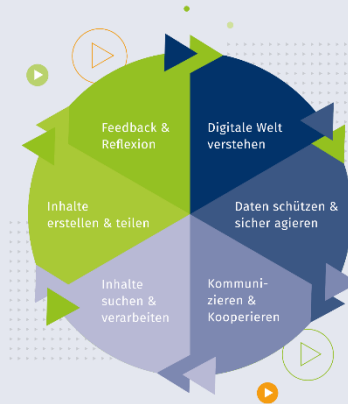 Feedback &
Reflexion
Digitale Welt
verstehen
Inhalte
erstellen & teilen
Daten schützen &
sicher agieren
Inhalte
suchen &
verarbeiten
Kommuni-
zieren &
Kooperieren